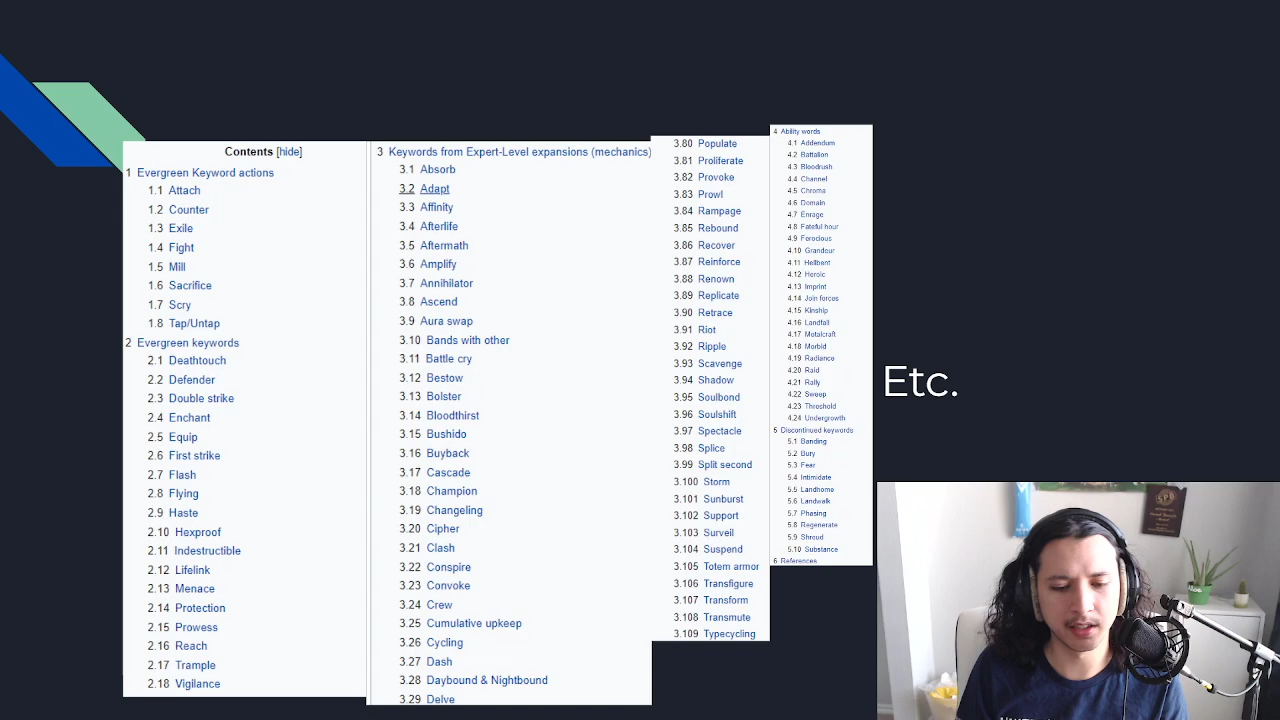 Contents [hide]
1 Evergreen Keyword actions
1.1 Attach
1.2 Counter
1.3 Exile
1.4 Fight
1.5 Mill
1.6 Sacrifice
1.7 Scry
1.8 Tap/Untap
2 Evergreen keywords
2.1 Deathtouch
2.2 Defender
2.3 Double strike
2.4 Enchant
2.5 Equip
2.6 First strike
2.7 Flash
2.8 Flying
2.9 Haste
2.10 Hexproof
2.11 Indestructible
2.12 Lifelink
2.13 Menace
2.14 Protection
2.15 Prowess
2.16 Reach
2.17 Trample
2.18 Vigilance
3 Keywords from Expert-Level expansions (mechanics)
3.1 Absorb
3.2 Adapt
3.3 Affinity
3.4 Afterlife
3.5 Aftermath
3.6 Amplify
3.7 Annihilator
3.8 Ascend
3.9 Aura swap
3.10 Bands with other
3.11 Battle cry
3.12 Bestow
3.13 Bolster
3.14 Bloodthirst
3.15 Bushido
3.16 Buyback
3.17 Cascade
3.18 Champion
3.19 Changeling
3.20 Cipher
3.21 Clash
3.22 Conspire
3.23 Convoke
3.24 Crew
3.25 Cumulative upkeep
3.26 Cycling
3.27 Dash
3.28 Daybound & Nightbound
3.29 Delve
3.80 Populate
3.81 Proliferate
3.82 Provoke
3.83 Prowl
3.84 Rampage
3.85 Rebound
3.86 Recover
3.87 Reinforce
3.88 Renown
3.89 Replicate
3.90 Retrace
3.91 Riot
3.92 Ripple
3.93 Scavenge
3.94 Shadow
3.95 Soulbond
3.96 Soulshift
3.97 Spectacle
3.98 Splice
3.99 Split second
3.100 Storm
3.101 Sunburst
3.102 Support
3.103 Surveil
3.104 Suspend
3.105 Totem armor
3.106 Transfigure
3.107 Transform
3.108 Transmute
3.109 Typecycling
4 Ability words
4.1 Addendum
4.2 Battalion
4.3 Bloodrush
4.4 Channel
4.5 Chroma
4.6 Domain
4.7 Enrage
4.8 Fateful hour
4.9 Ferocious
4.10 Grandeur
4.11 Hellbent
4.12 Heroic
4.13 Imprint
4.14 Join forces
4.15 Kinship
4.16 Landfall
4.17 Metalcraft
4.18 Morbid
4.19 Radiance
4.20 Raid
4.21 Rally
4.22 Sweep
4.23 Threshold
4.24 Undergrowth
5 Discontinued keywords
5.1 Banding
5.2 Bury
5.3 Fear
5.4 Intimidate
5.5 Landhome
5.6 Landwalk
5.7 Phasing
5.8 Regenerate
5.9 Shroud
5.10 Substance
6 References
Etc.